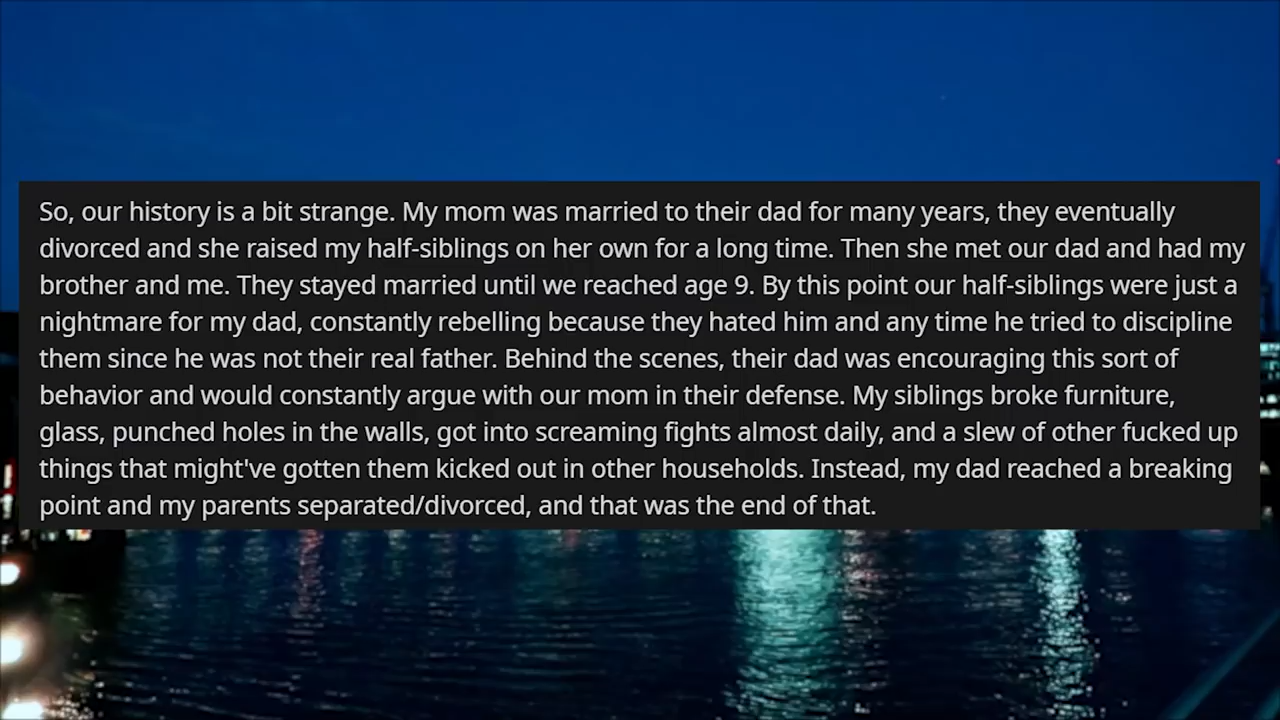 So, our history is a bit strange. My mom was married to their dad for many years, they eventually
divorced and she raised my half-siblings on her own for a long time. Then she met our dad and had my
brother and me. They stayed married until we reached age 9. By this point our half-siblings were just a
nightmare for my dad, constantly rebelling because they hated him and any time he tried to discipline
them since he was not their real father. Behind the scenes, their dad was encouraging this sort of
behavior and would constantly argue with our mom in their defense. My siblings broke furniture,
glass, punched holes in the walls, got into screaming fights almost daily, and a slew of other fucked up
things that might've gotten them kicked out in other households. Instead, my dad reached a breaking
point and my parents separated/divorced, and that was the end of that.